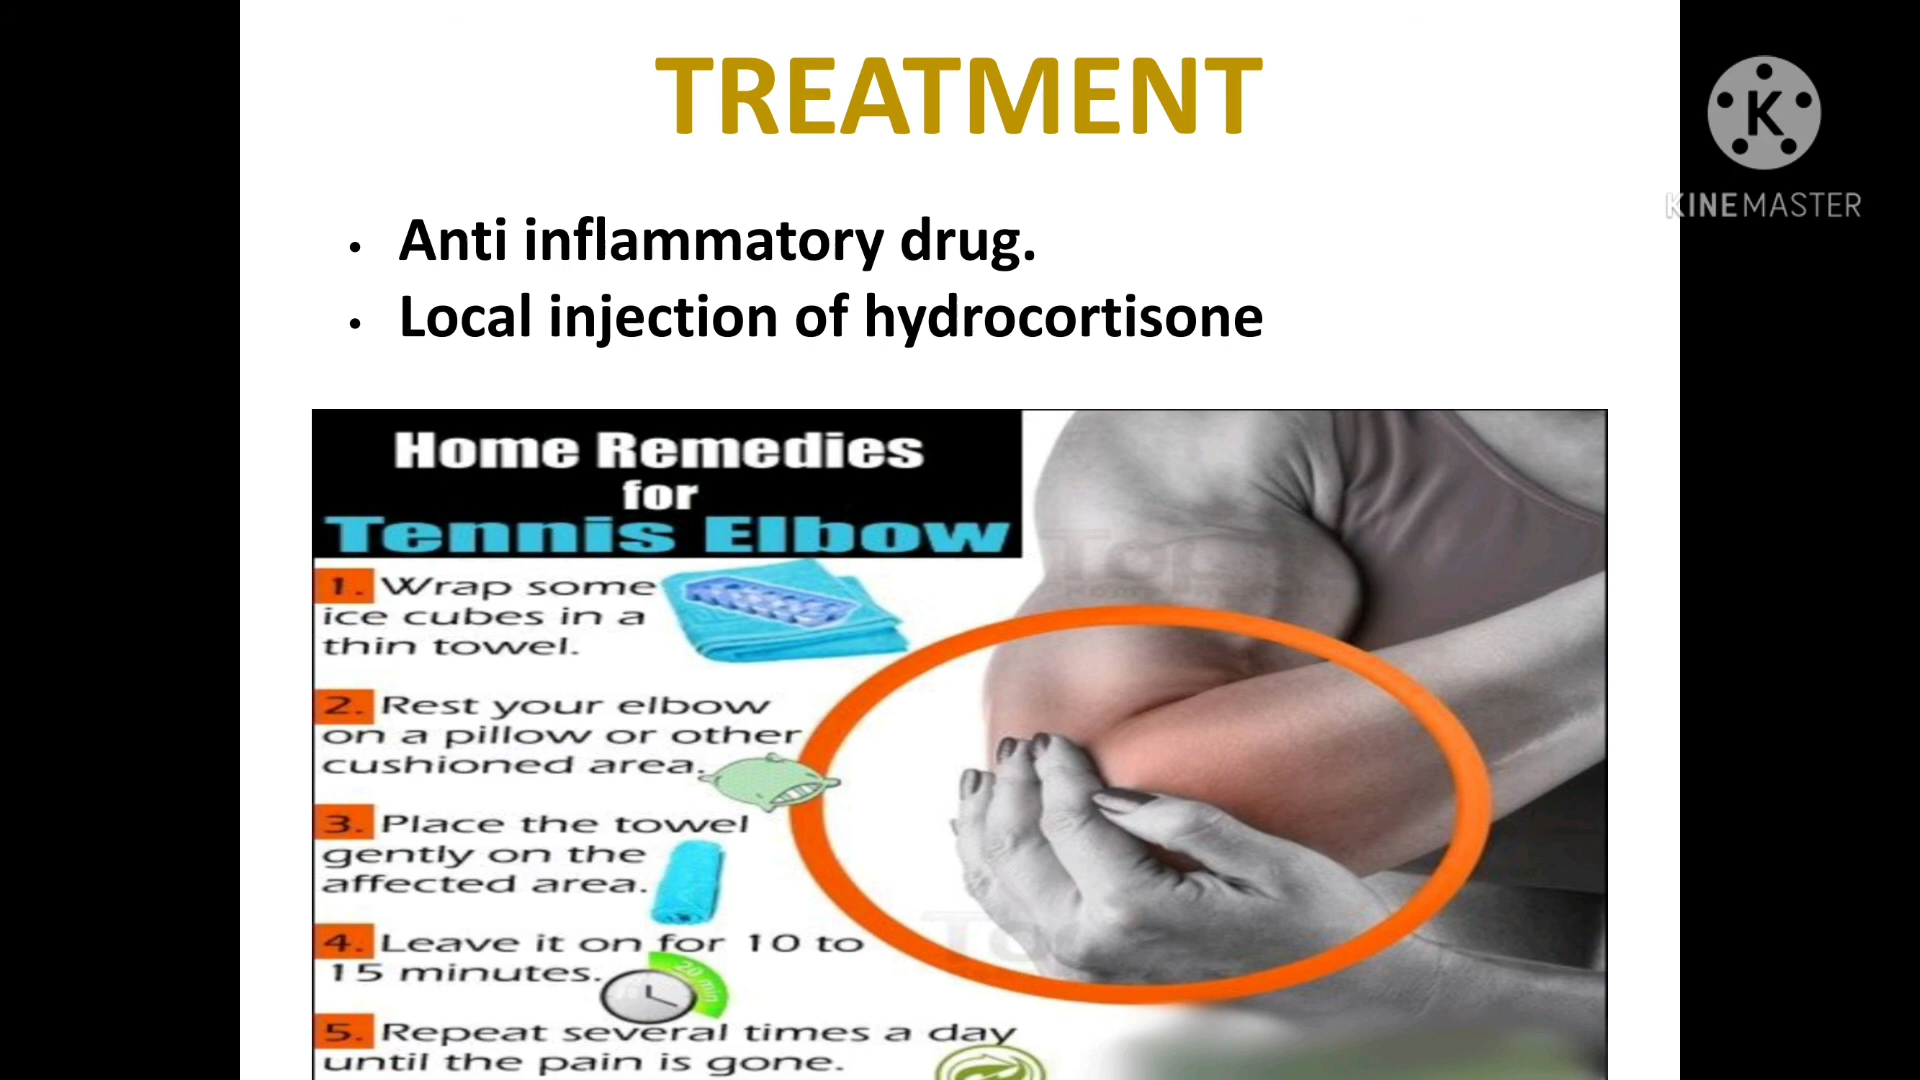 TREATMENT
K
KINEMASTER
• Anti inflammatory drug.
• Local injection of hydrocortisone
Home Remedies
for
Tennis Elbow
1. Wrap some
ice cubes in a
thin towel.
2. Rest your elbow
on a pillow or other
cushioned area.
3. Place the towel
gently on the
affected area.
4. Leave it on for 10 to
15 minutes.
20 min
5. Repeat several times a day
until the pain is gone.